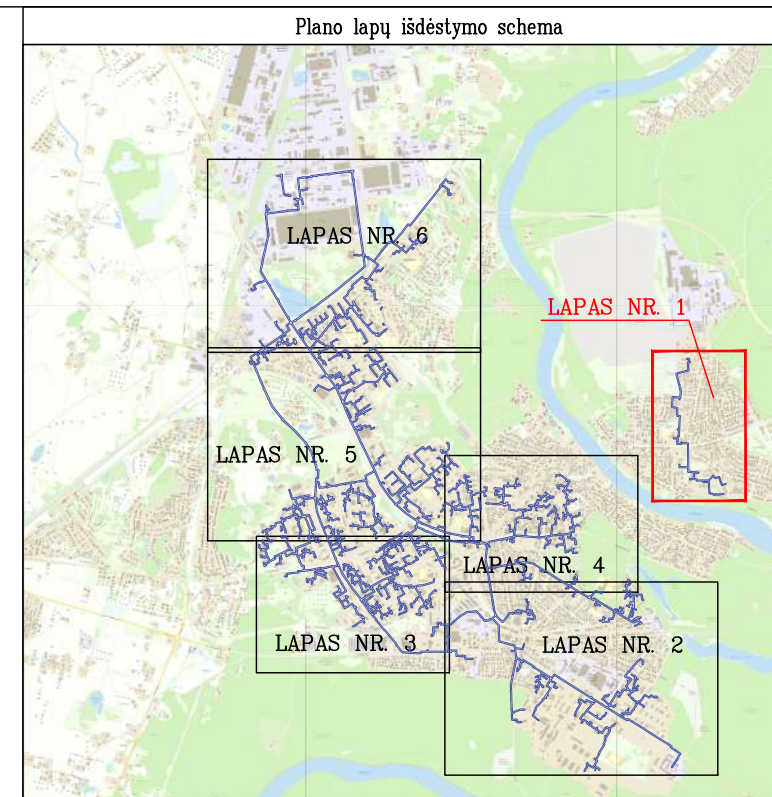 Plano lapų išdėstymo schema
LAPAS NR. 6
LAPAS NR. 1
LAPAS NR. 5
LAPAS NR. 4
LAPAS NR. 3
LAPAS NR. 2